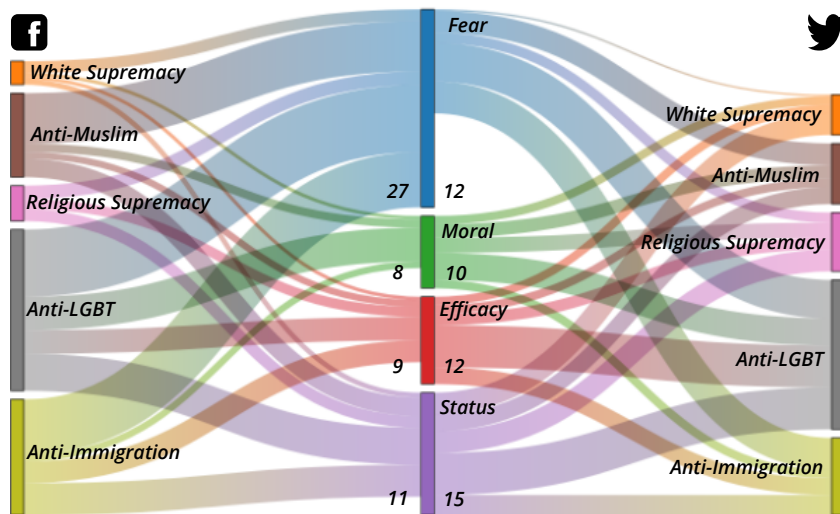 f
Fear
White Supremacy
White Supremacy
Anti-Muslim
Anti-Muslim
27
12
Religious Supremacy
Moral
Religious Supremacy
8
10
Anti-LGBT
Efficacy
Anti-LGBT
9
12
Status
Anti-Immigration
Anti-Immigration
11
15